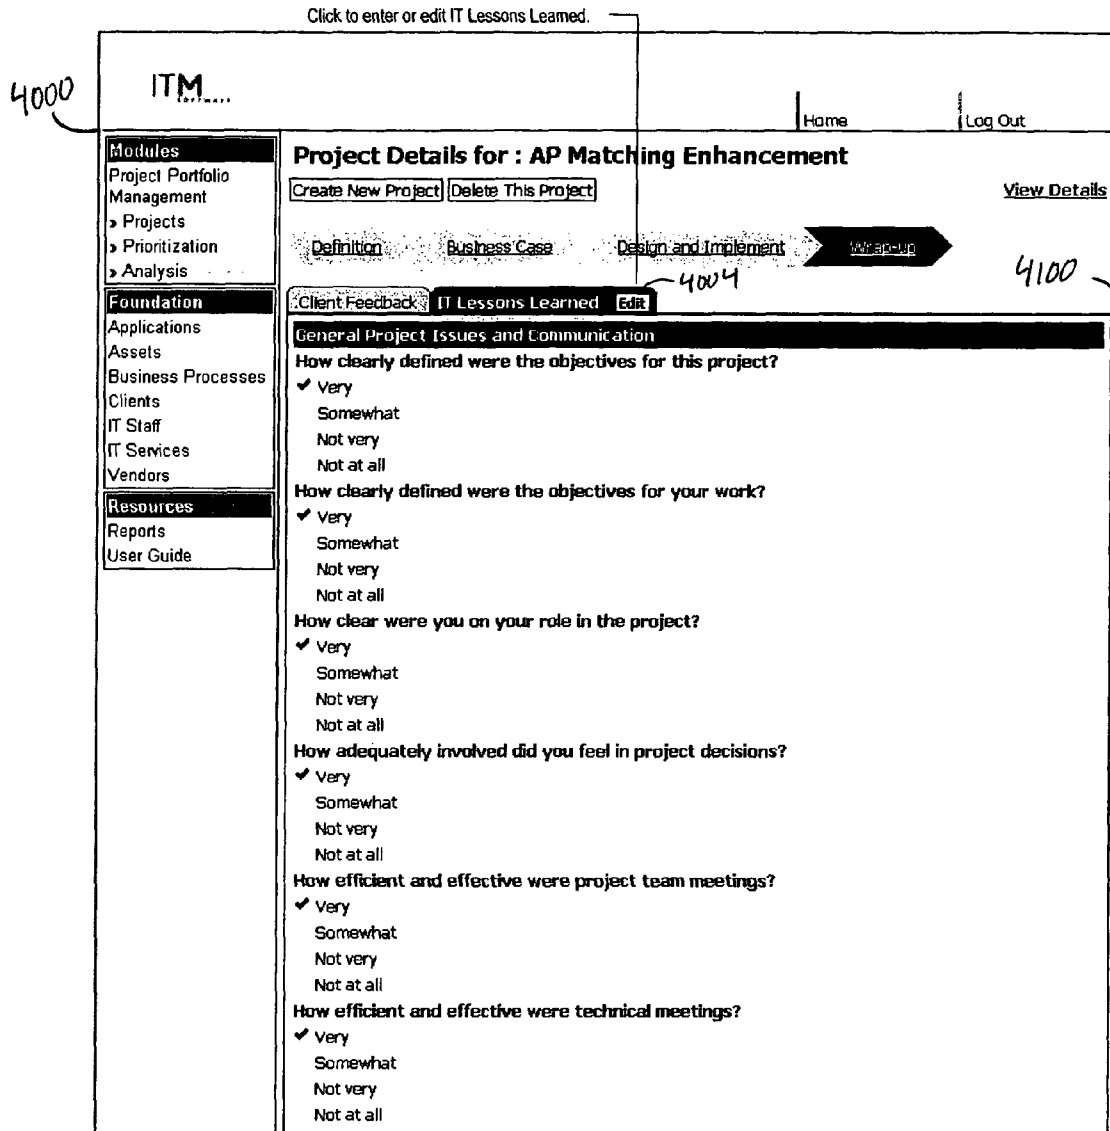 Click to enter or edit IT Lessons Learned.
4000
ITM
SOFTWARE
Home
Log Out
Modules
Project Portfolio
Management
» Projects
» Prioritization
» Analysis
Foundation
Applications
Assets
Business Processes
Clients
IT Staff
IT Services
Vendors
Resources
Reports
User Guide
Project Details for : AP Matching Enhancement
Create New Project Delete This Project
View Details
Definition Business Case Design and Implement Wrap-up
4004
4100
Client Feedback IT Lessons Learned Edit
General Project Issues and Communication
How clearly defined were the objectives for this project?
✔ Very
Somewhat
Not very
Not at all
How clearly defined were the objectives for your work?
✔ Very
Somewhat
Not very
Not at all
How clear were you on your role in the project?
✔ Very
Somewhat
Not very
Not at all
How adequately involved did you feel in project decisions?
✔ Very
Somewhat
Not very
Not at all
How efficient and effective were project team meetings?
✔ Very
Somewhat
Not very
Not at all
How efficient and effective were technical meetings?
✔ Very
Somewhat
Not very
Not at all